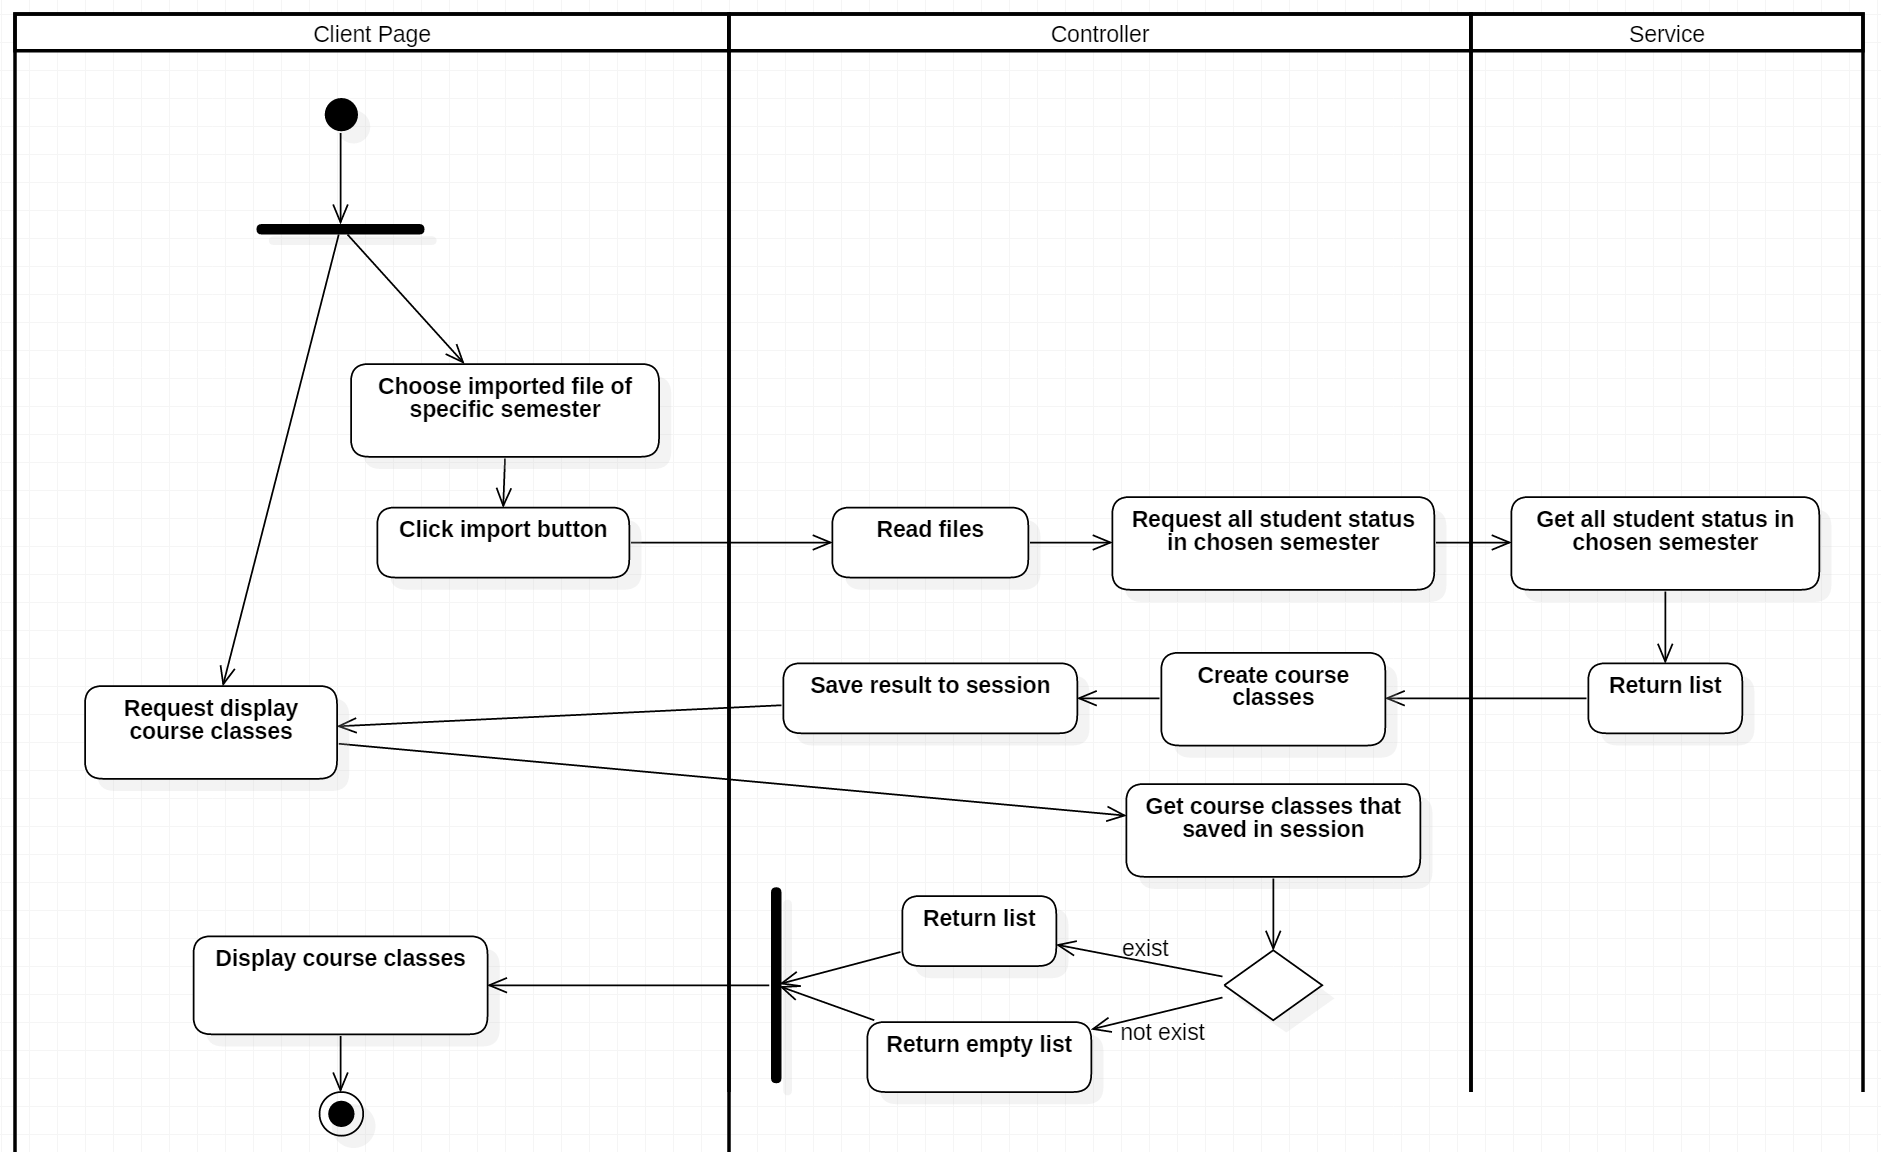 Client Page
Controller
Service
Choose imported file of
specific semester
Click import button
Read files
Request all student status
in chosen semester
Get all student status in
chosen semester
Request display
course classes
Save result to session
Create course
classes
Return list
Get course classes that
saved in session
Return list
exist
Display course classes
Return empty list
not exist